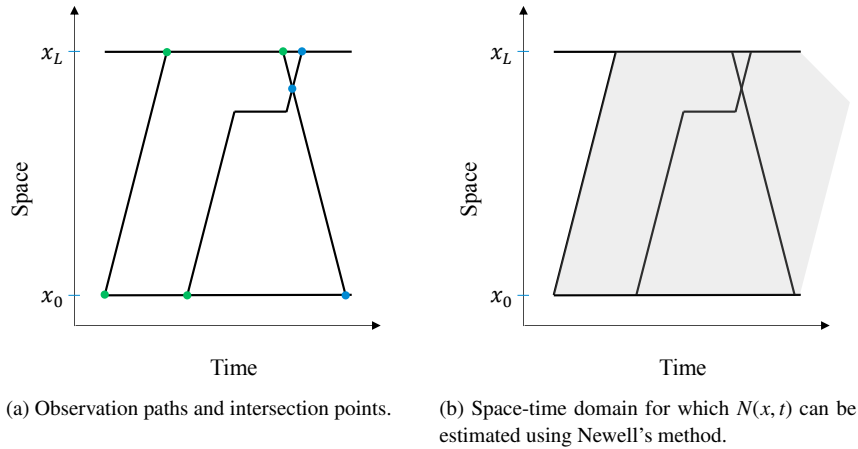 x_L
Space
x_0
Time
(a) Observation paths and intersection points.
x_L
Space
x_0
Time
(b) Space-time domain for which N(x, t) can be
estimated using Newell's method.